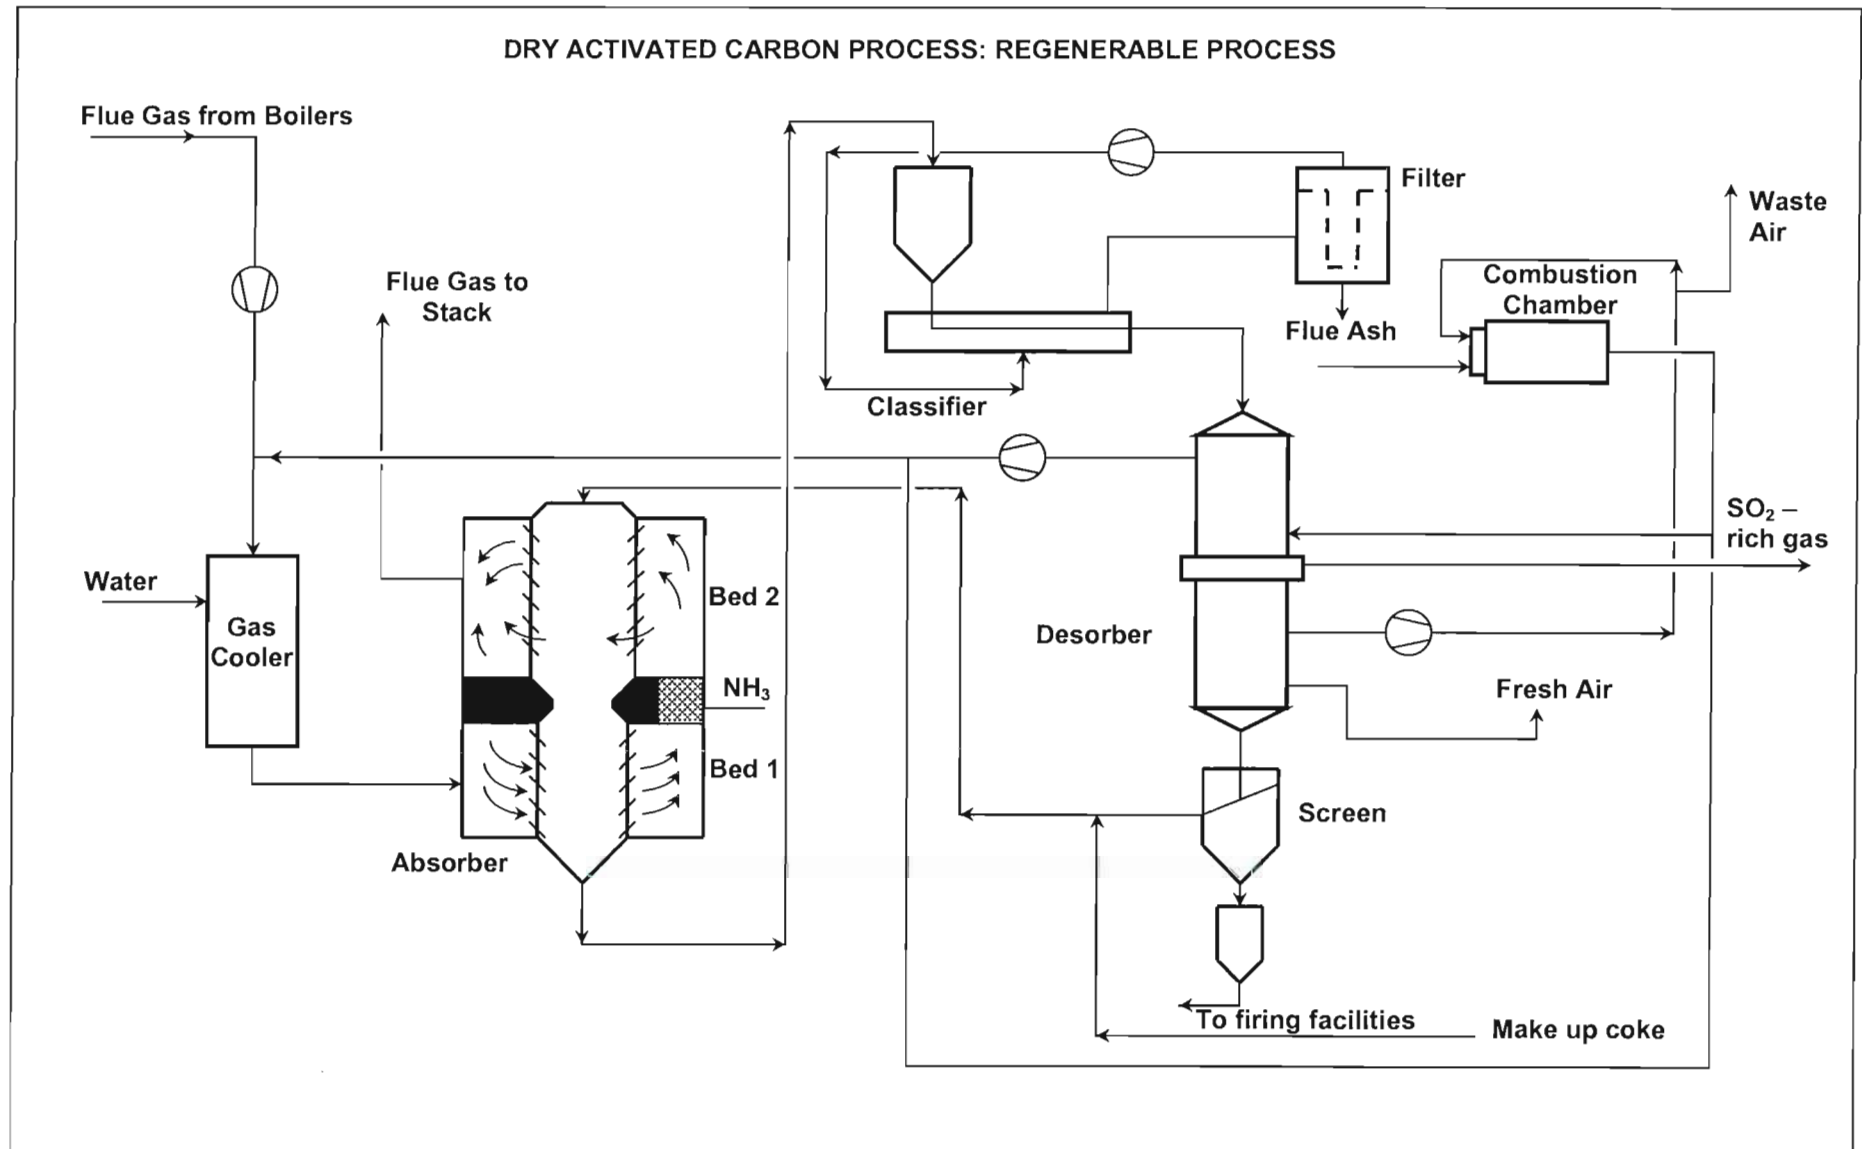 DRY ACTIVATED CARBON PROCESS: REGENERABLE PROCESS
Flue Gas from Boilers
Filter
Waste
Air
Combustion
Chamber
Flue Gas to
Stack
Flue Ash
Classifier
SO₂ –
rich gas
Water
Gas
Cooler
Bed 2
Desorber
NH₃
Fresh Air
Bed 1
Screen
Absorber
To firing facilities
Make up coke